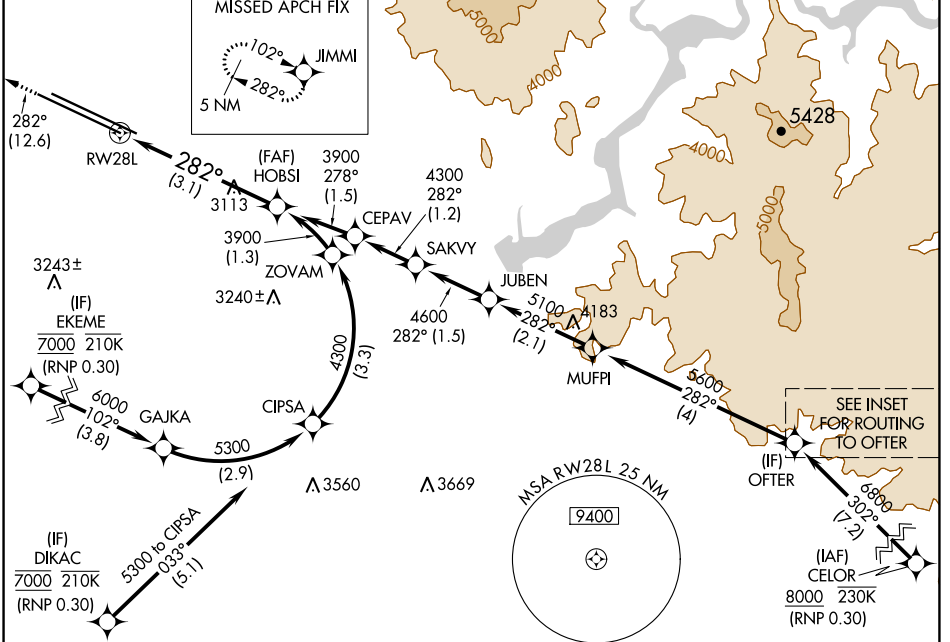 MISSED APCH FIX
102°
JIMMI
282°
5 NM
5000
4000
5428
4000
5000
282°
(12.6)
RW28L
282°
(3.1)
3113
(FAF)
HOBSI
3900
278°
(1.5)
4300
282°
(1.2)
CEPAV
3900
(1.3)
ZOVAM
SAKVY
3243±
3240±
JUBEN
4600
282° (1.5)
5100
282°
(2.1)
4183
MUFPI
(IF)
EKEME
7000 210K
(RNP 0.30)
6000
102°
(3.8)
GAJKA
CIPSA
4300
(3.3)
5300
(2.9)
5600
282°
(4)
SEE INSET
FOR ROUTING
TO OFTER
(IF)
OFTER
3560
3669
MSA RW28L 25 NM
9400
6800
302°
(7.2)
(IF)
DIKAC
7000 210K
(RNP 0.30)
5300 to CIPSA
033°
(5.1)
(IAF)
CELOR
8000 230K
(RNP 0.30)